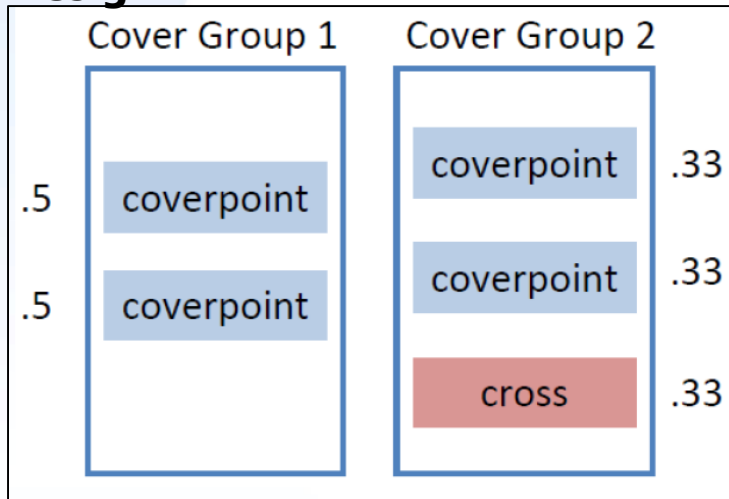 Cover Group 1
Cover Group 2
.5
coverpoint
.5
coverpoint
coverpoint
.33
coverpoint
.33
cross
.33